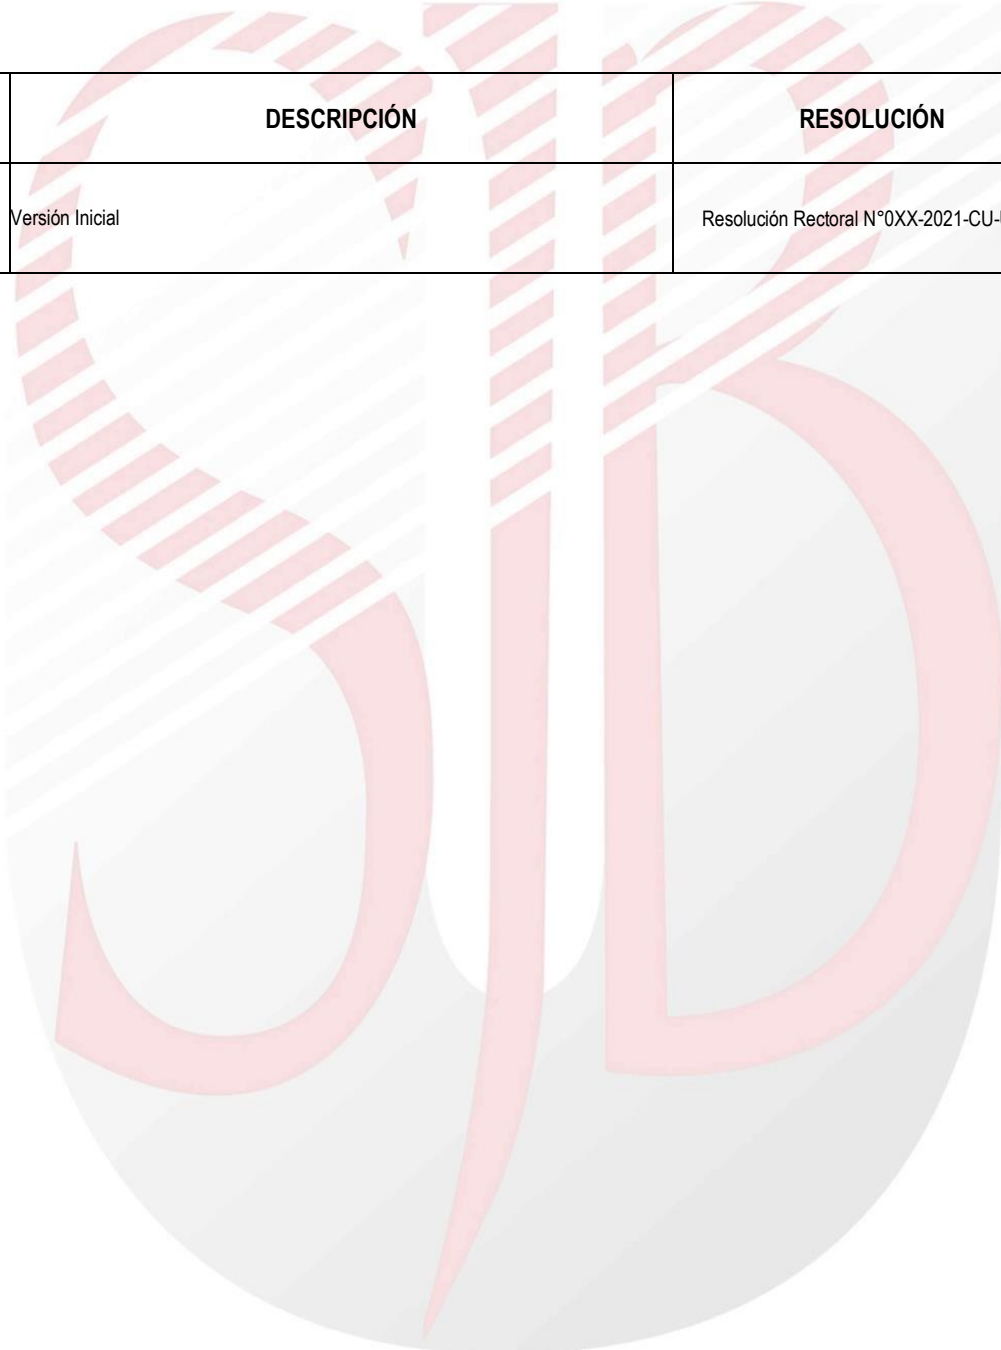 DESCRIPCIÓN RESOLUCIÓN
Versión Inicial Resolución Rectoral N°0XX-2021-CU-